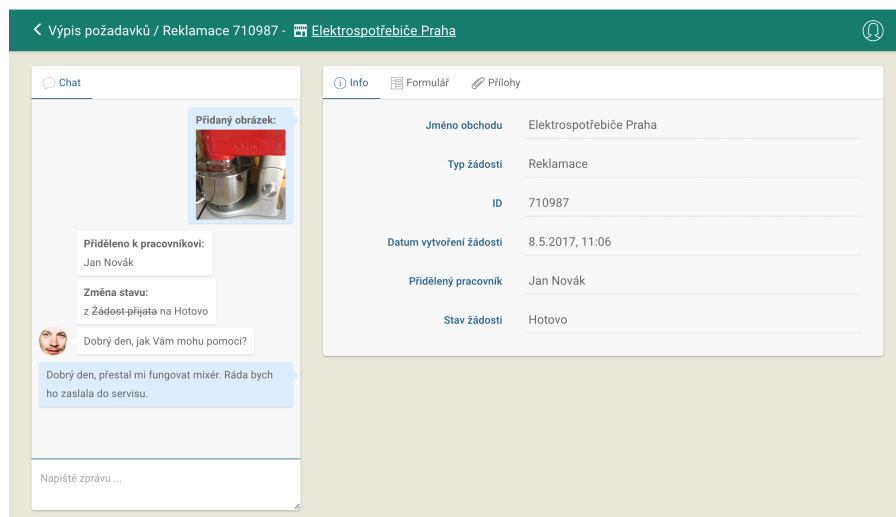 Výpis požadavků / Reklamace 710987 - Elektrospotřebiče Praha
Chat
Přidaný obrázek:
Přiděleno k pracovníkovi:
Jan Novák
Změna stavu:
z Žádost přijata na Hotovo
Dobrý den, jak Vám mohu pomoci?
Dobrý den, přestal mi fungovat mixér. Ráda bych
ho zaslala do servisu.
Napiště zprávu ...
Info Formulář Přílohy
Jméno obchodu Elektrospotřebiče Praha
Typ žádosti Reklamace
ID 710987
Datum vytvoření žádosti 8.5.2017, 11:06
Přidělený pracovník Jan Novák
Stav žádosti Hotovo